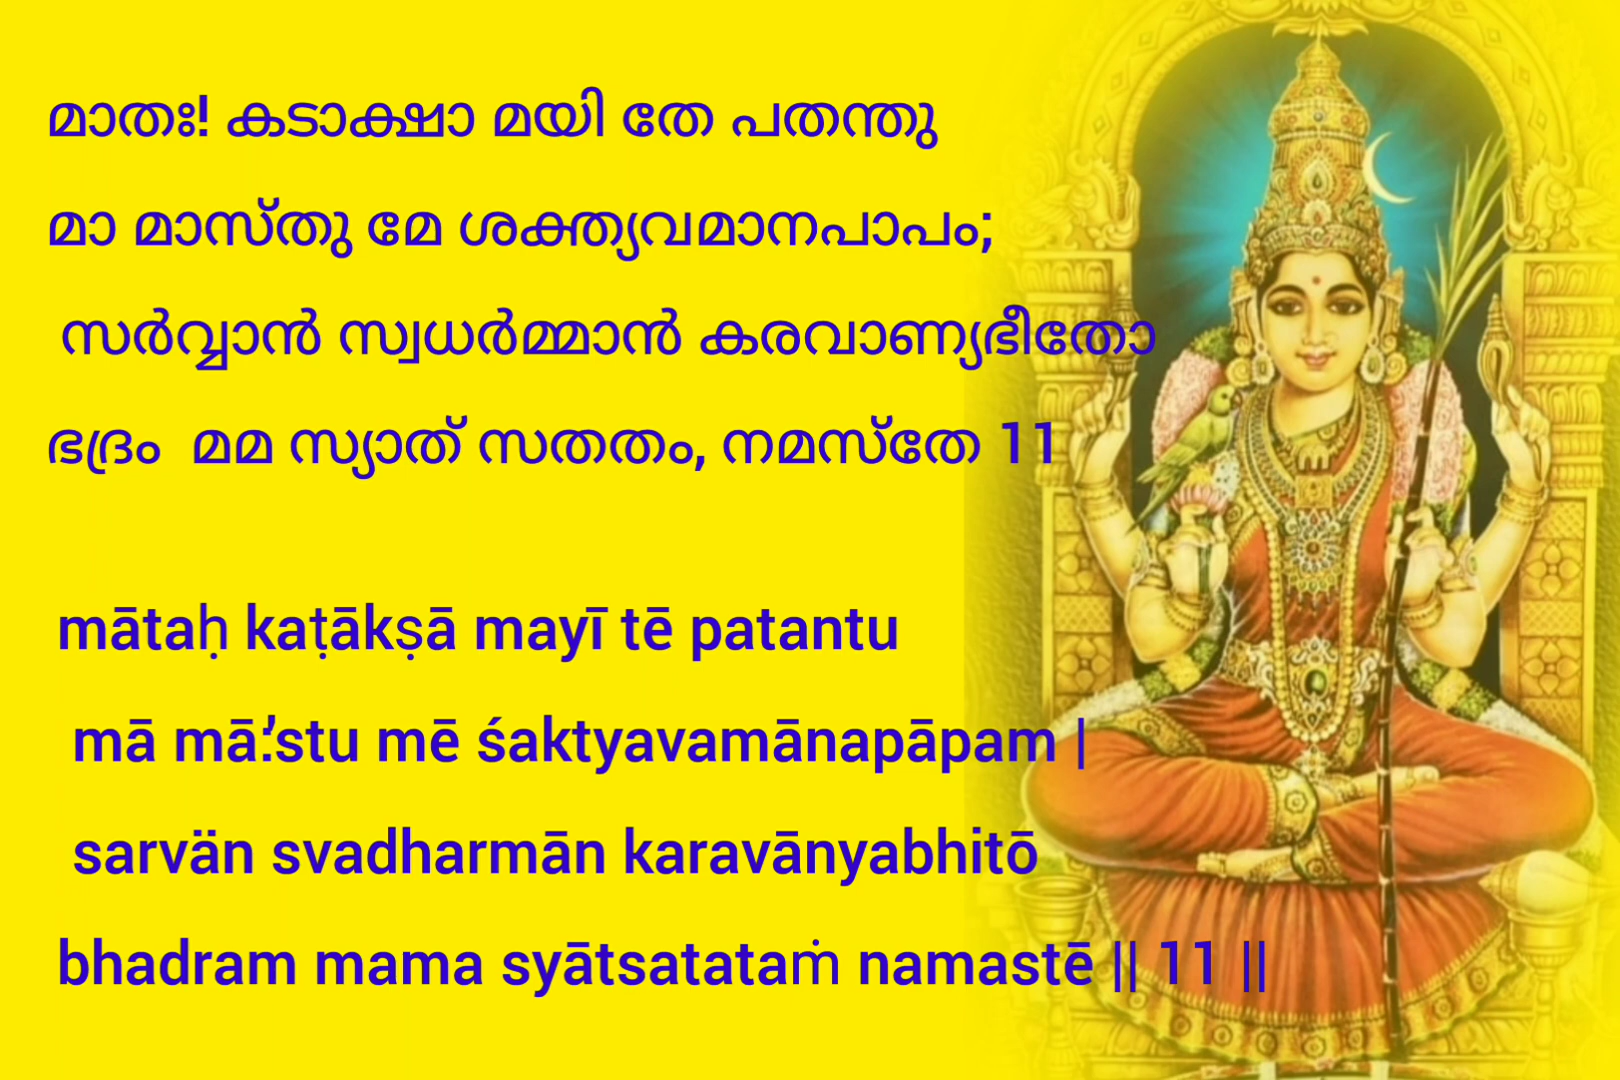 മാതഃ! കടാക്ഷാ മയി തേ പതന്തു
മാ മാസ്തു മേ ശക്ത്യവമാനപാപം;
സർവ്വാൻ സ്വധർമ്മാൻ കരവാണ്യഭീതോ
ഭദ്രം മമ സ്യാത് സതതം, നമസ്തേ 11
mātaḥ kaṭākṣā mayī tē patantu
mā mā:'stu mē śaktyavamānapāpam |
sarvän svadharmān karavānyabhitō
bhadram mama syātsatataṁ namastē || 11 ||